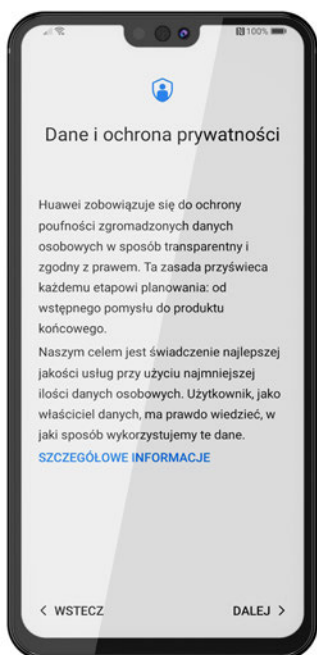 100%
Dane i ochrona prywatności
Huawei zobowiązuje się do ochrony
poufności zgromadzonych danych
osobowych w sposób transparentny i
zgodny z prawem. Ta zasada przyświeca
każdemu etapowi planowania: od
wstępnego pomysłu do produktu
końcowego.
Naszym celem jest świadczenie najlepszej
jakości usług przy użyciu najmniejszej
ilości danych osobowych. Użytkownik, jako
właściciel danych, ma prawdo wiedzieć, w
jaki sposób wykorzystujemy te dane.
SZCZEGÓŁOWE INFORMACJE
< WSTECZ
DALEJ >